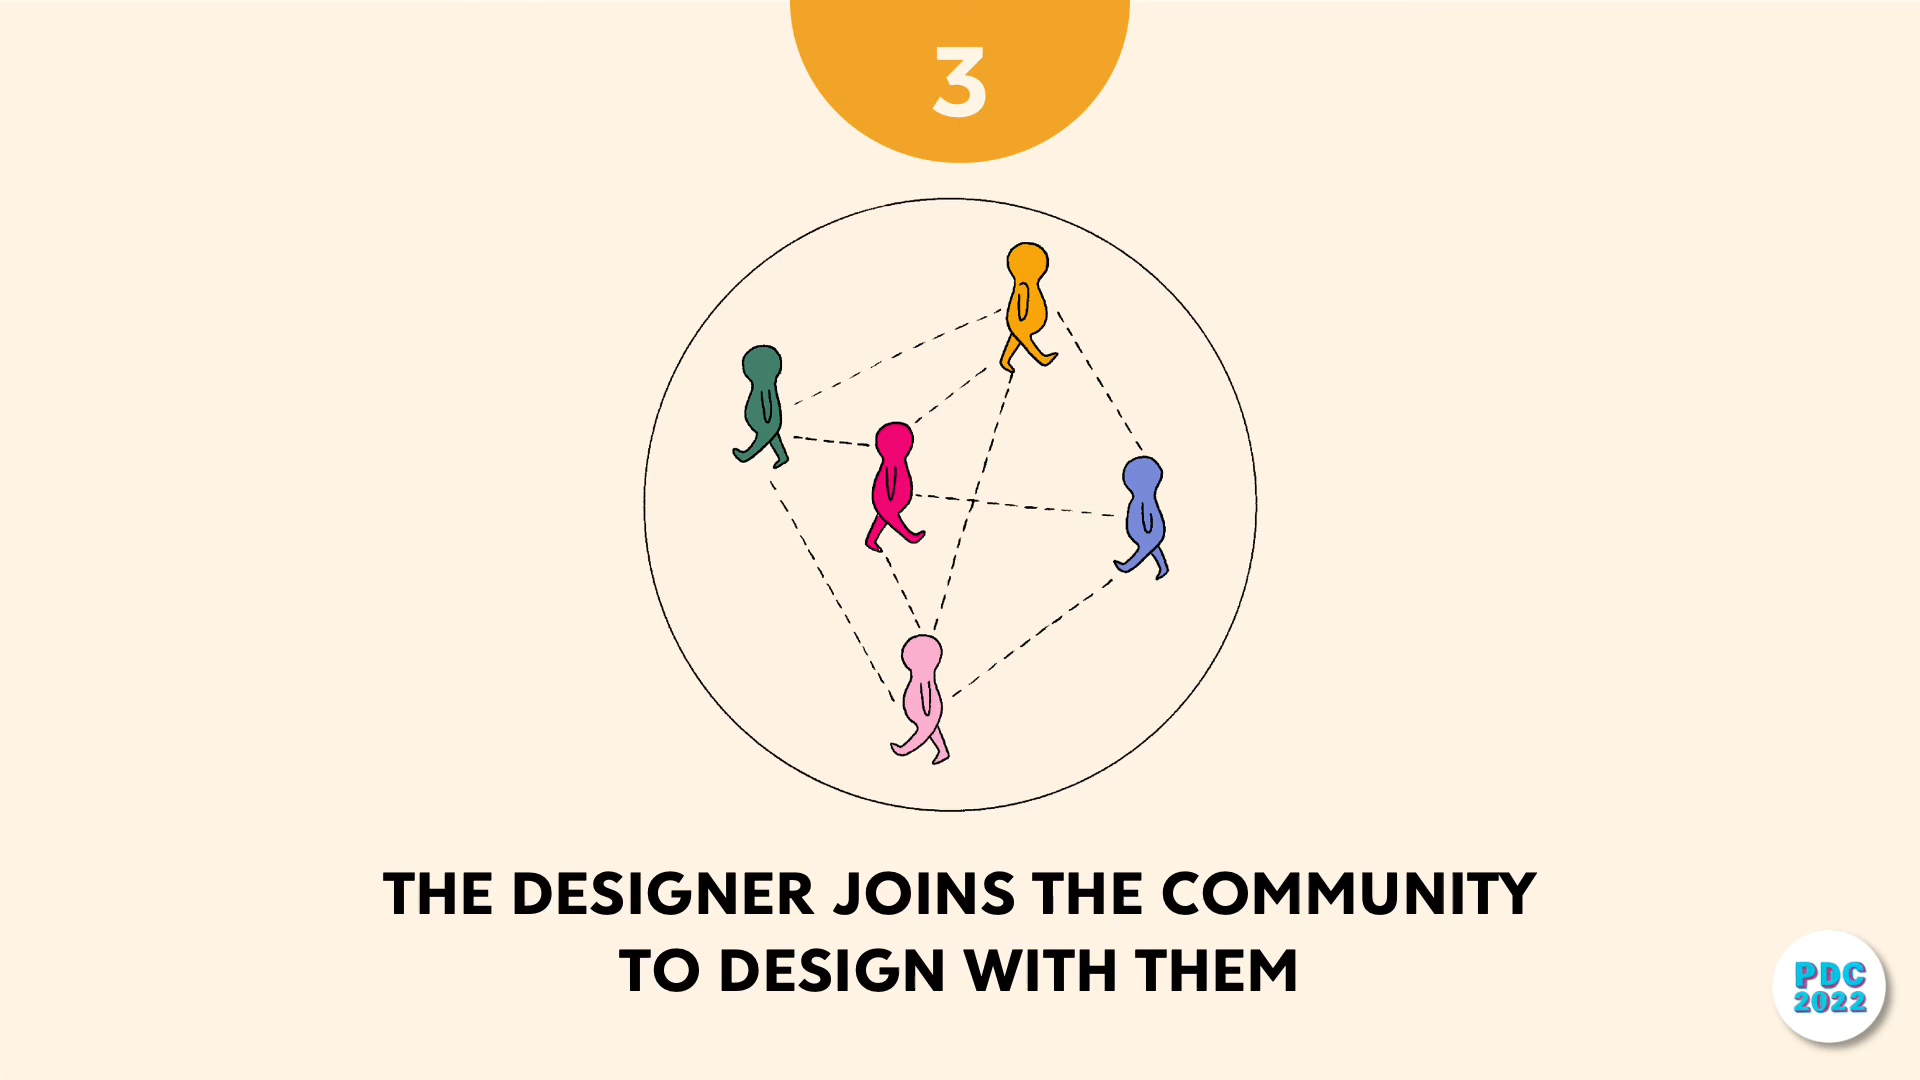 3
THE DESIGNER JOINS THE COMMUNITY
TO DESIGN WITH THEM
PDC
2022